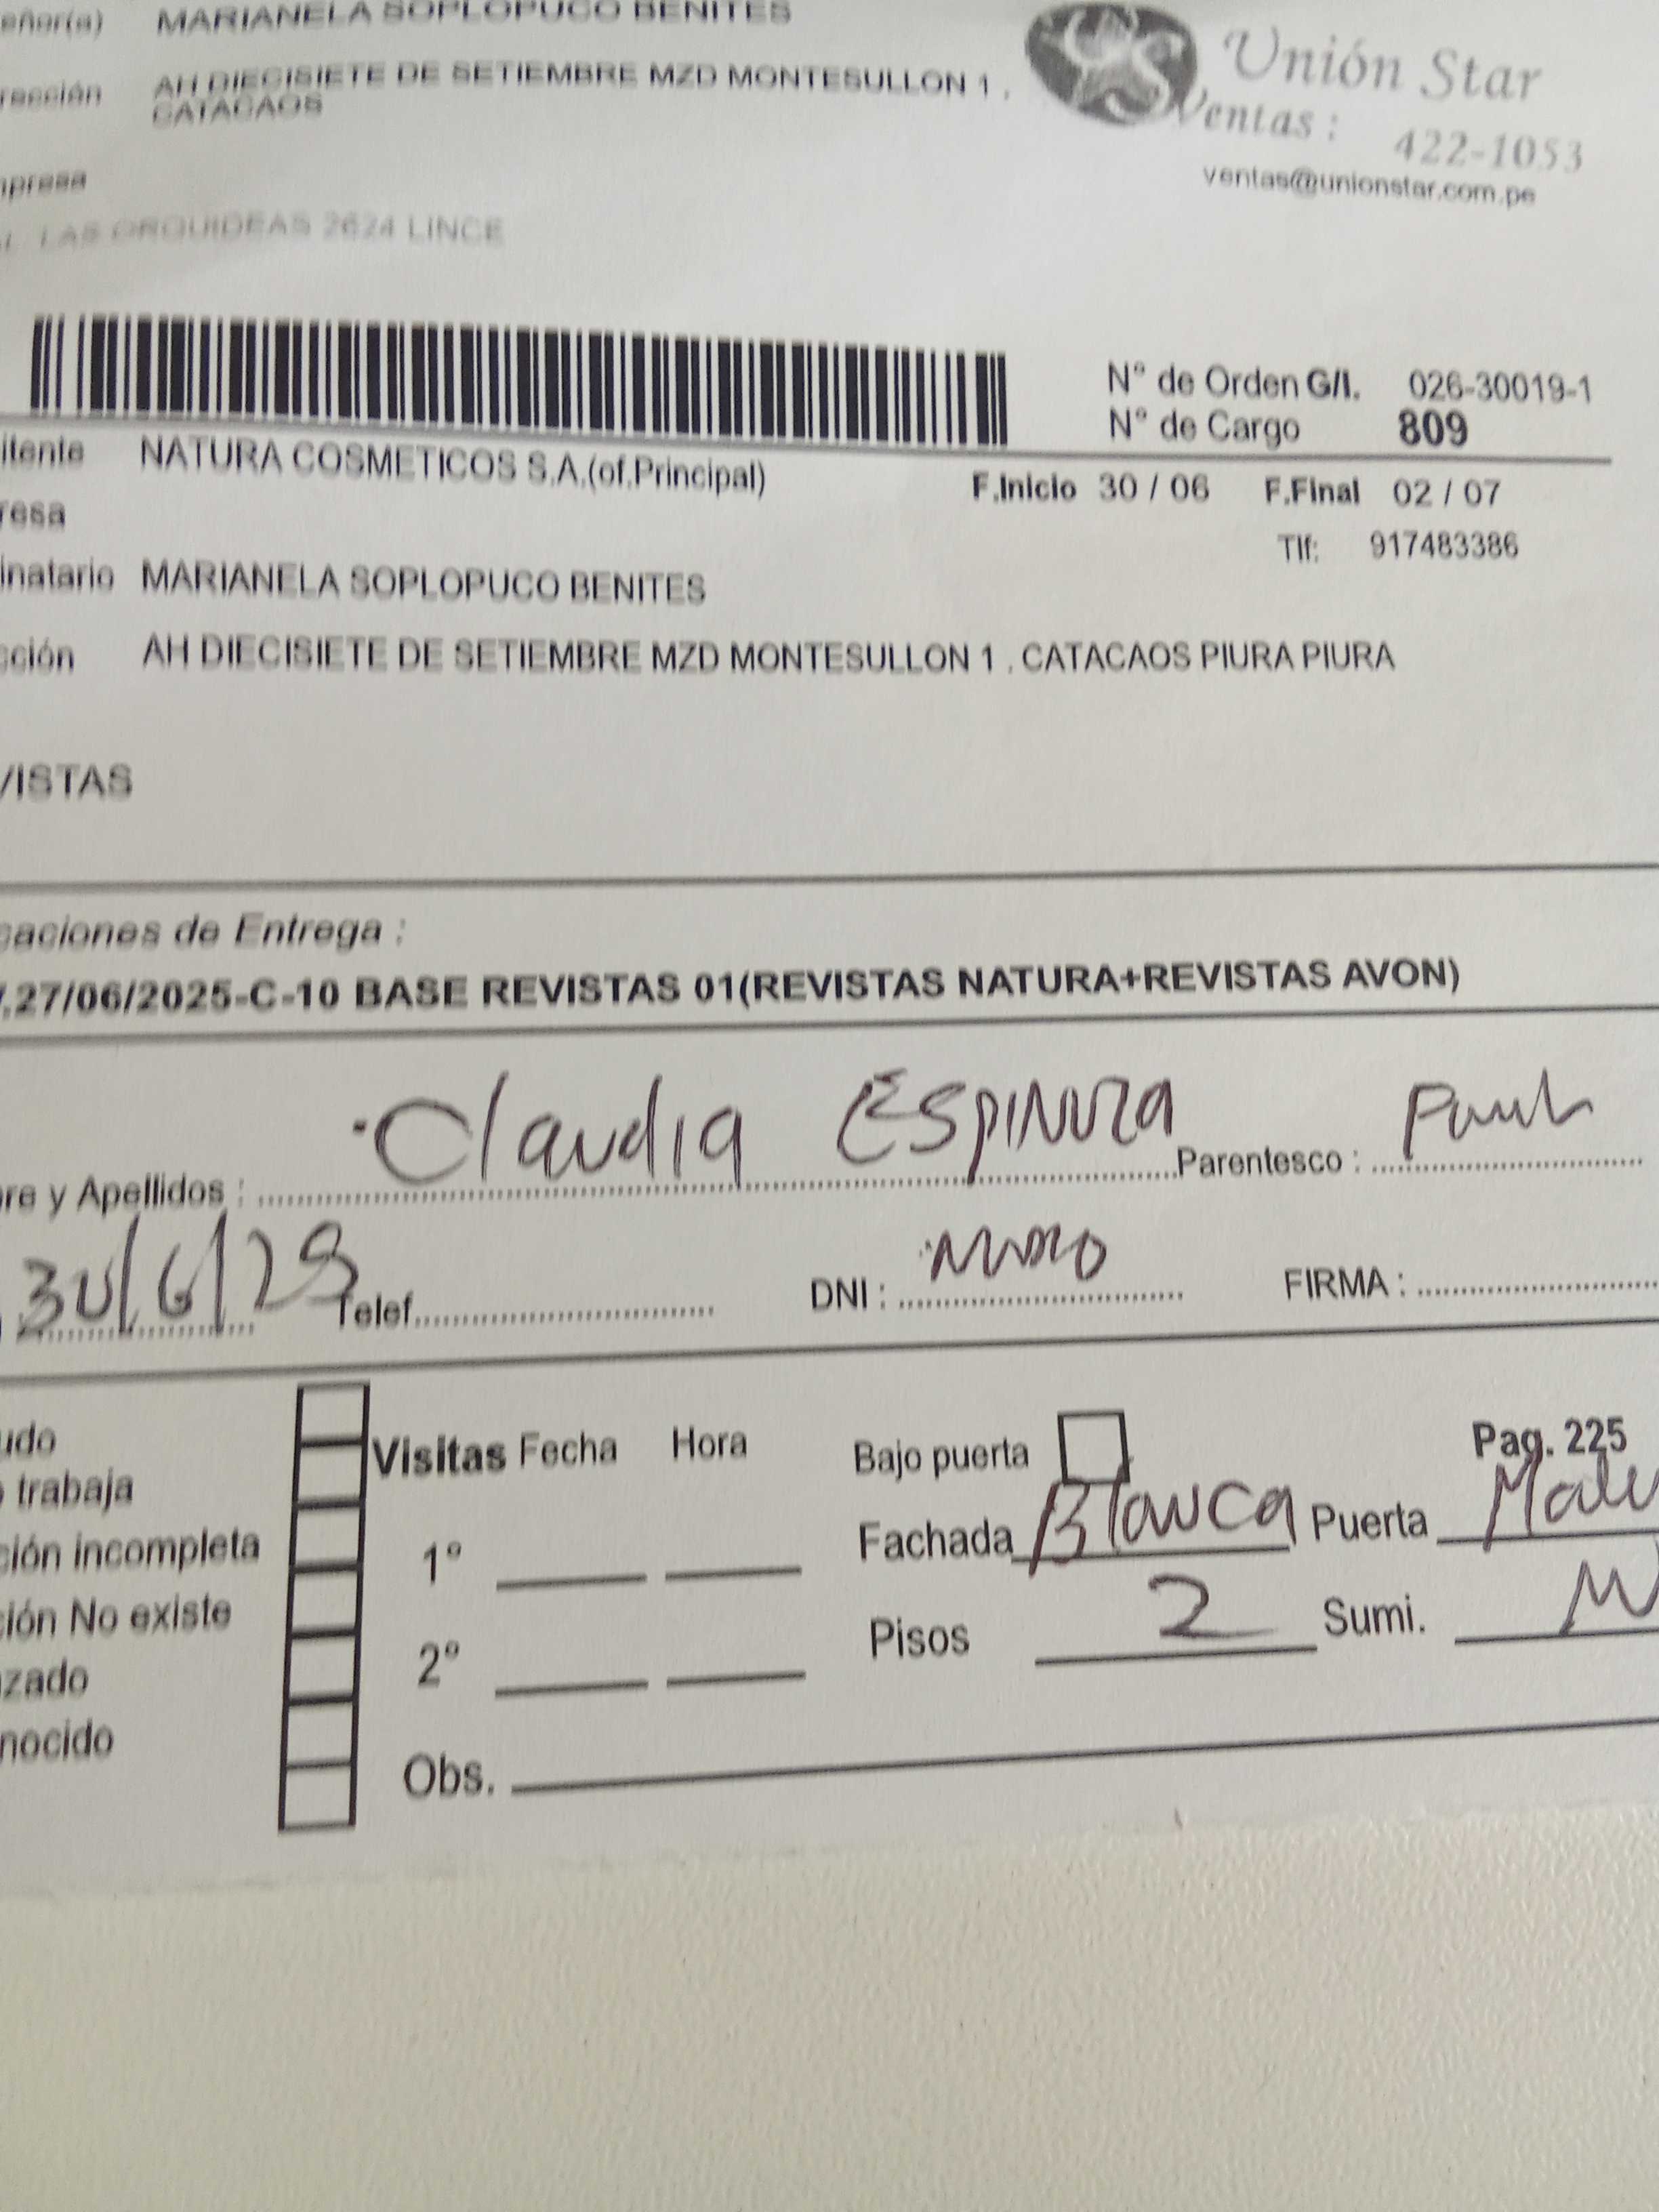 eñor(a) MARIANELA SOPLOPUCO BENITES
Unión Star
rección AH DIECISIETE DE SETIEMBRE MZD MONTESULLON 1 .
CATACAOS
Ventas : 422-1053
ventas@unionstar.com.pe
mpresa
LAS ORQUIDEAS 2624 LINCE
N° de Orden G/I. 026-30019-1
N° de Cargo 809
itente NATURA COSMETICOS S.A.(of.Principal)
F.Inicio 30 / 06 F.Final 02 / 07
resa
Tlf: 917483386
inatario MARIANELA SOPLOPUCO BENITES
cción AH DIECISIETE DE SETIEMBRE MZD MONTESULLON 1 . CATACAOS PIURA PIURA
VISTAS
caciones de Entrega :
.27/06/2025-C-10 BASE REVISTAS 01(REVISTAS NATURA+REVISTAS AVON)
re y Apellidos : Claudia Espinoza Parentesco :
30/6/25 Telef. DNI : FIRMA :
udo
Visitas Fecha Hora Bajo puerta Pag. 225
trabaja
Fachada Blanca Puerta
ción incompleta 1°
ción No existe Pisos 2 Sumi.
2°
zado
nocido
Obs.